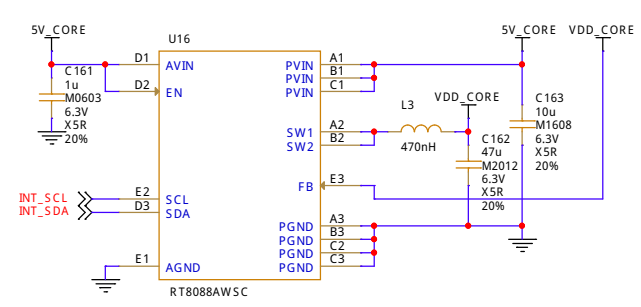 5V_CORE
U16
5V_CORE
VDD_CORE
D1
AVIN
D2
EN
C161
1u
M0603
6.3V
X5R
20%
PVIN
A1
PVIN
B1
PVIN
C1
SW1
A2
SW2
B2
L3
470nH
VDD_CORE
C163
10u
M1608
6.3V
X5R
20%
C162
47u
M2012
6.3V
X5R
20%
FB
E3
INT_SCL
E2
SCL
INT_SDA
D3
SDA
PGND
A3
PGND
B3
PGND
C2
PGND
C3
E1
AGND
RT8088AWSC